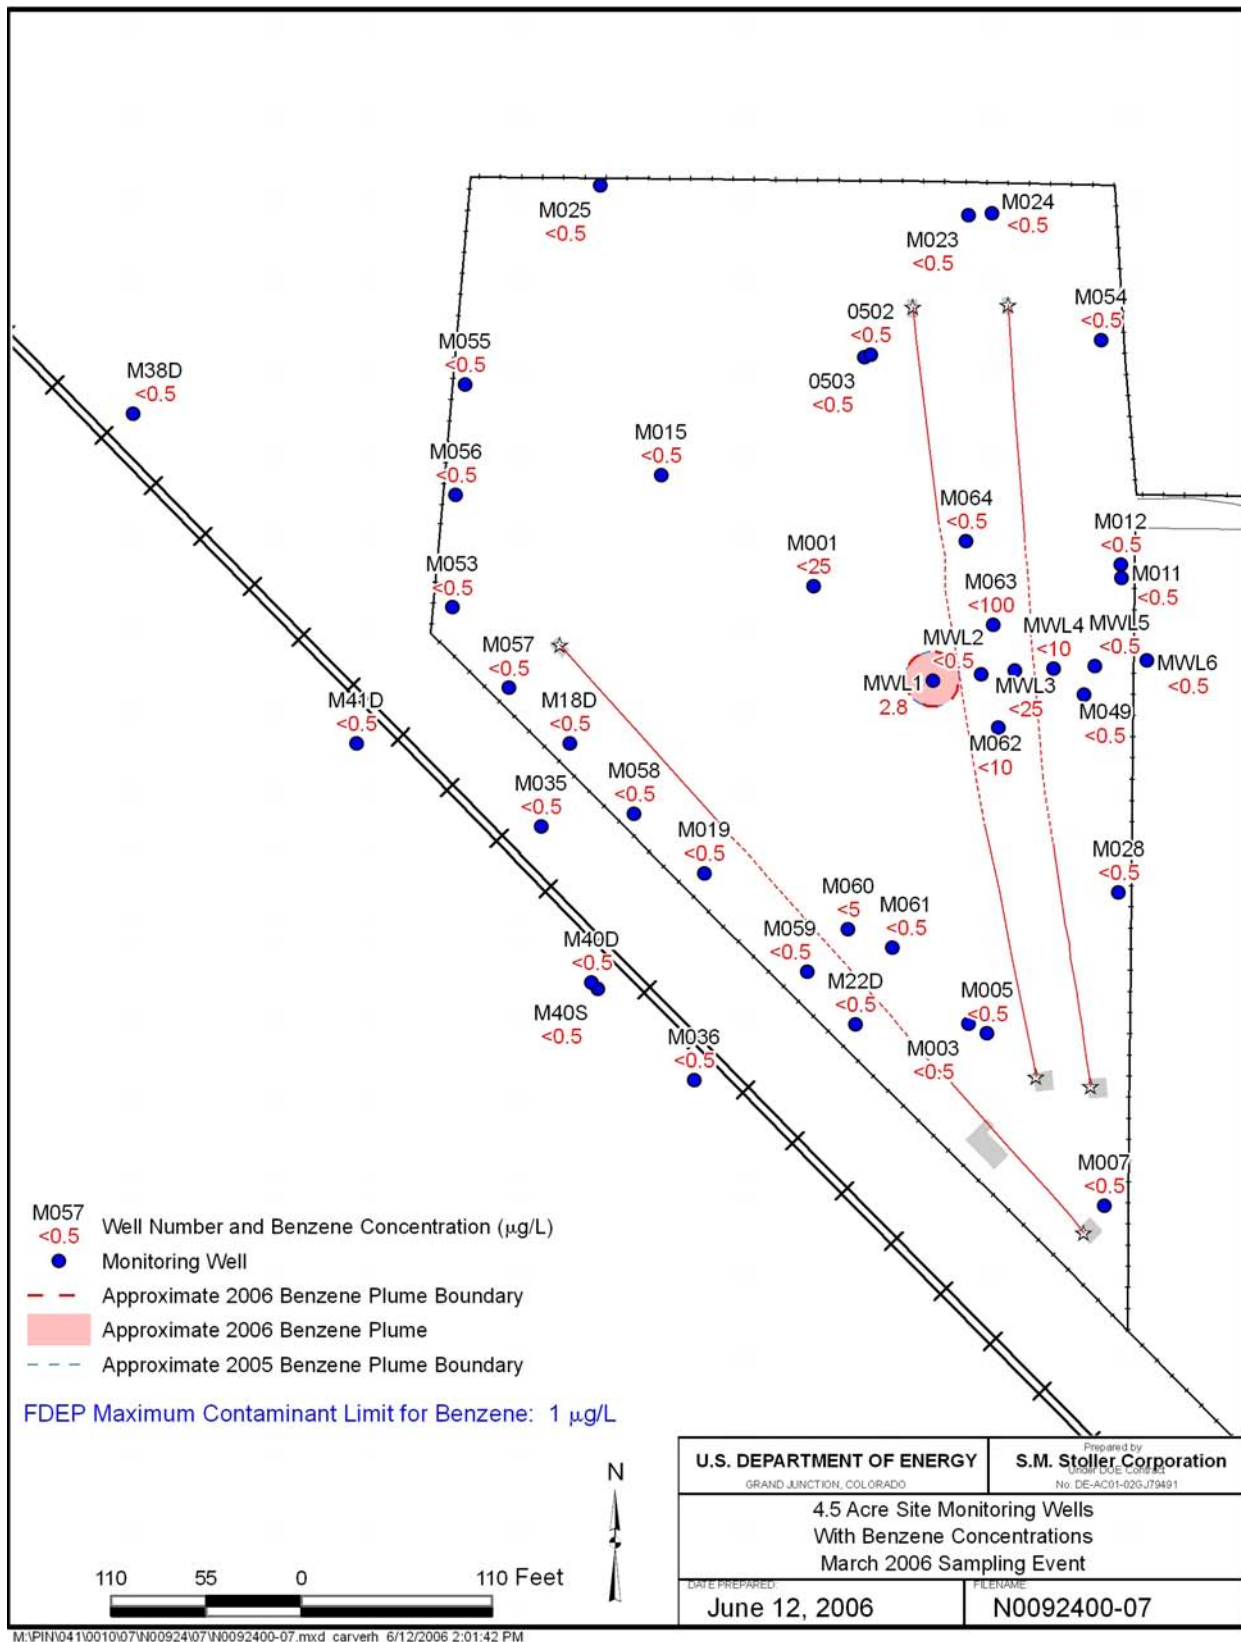 M025
<0.5
M024
<0.5
M023
<0.5
M054
<0.5
0502
<0.5
0503
<0.5
M055
<0.5
M38D
<0.5
M015
<0.5
M056
<0.5
M064
<0.5
M012
<0.5
M011
<0.5
M001
<25
M053
<0.5
M063
<100
MWL4
<10
MWL5
<0.5
MWL2
<0.5
MWL6
<0.5
MWL1
2.8
MWL3
<25
M049
<0.5
M057
<0.5
M18D
<0.5
M41D
<0.5
M062
<10
M035
<0.5
M058
<0.5
M019
<0.5
M028
<0.5
M060
<5
M061
<0.5
M059
<0.5
M40D
<0.5
M40S
<0.5
M22D
<0.5
M005
<0.5
M003
<0.5
M036
<0.5
M007
<0.5
M057
<0.5
Well Number and Benzene Concentration (µg/L)
Monitoring Well
Approximate 2006 Benzene Plume Boundary
Approximate 2006 Benzene Plume
Approximate 2005 Benzene Plume Boundary
FDEP Maximum Contaminant Limit for Benzene: 1 µg/L
N
110 55 0 110 Feet
U.S. DEPARTMENT OF ENERGY
GRAND JUNCTION, COLORADO
Prepared by
S.M. Stoller Corporation
Under DOE Contract
No. DE-AC01-02GJ79491
4.5 Acre Site Monitoring Wells
With Benzene Concentrations
March 2006 Sampling Event
DATE PREPARED:
June 12, 2006
FILENAME:
N0092400-07
M:\PIN\041\0010\07\N00924\07\N0092400-07.mxd carverh 6/12/2006 2:01:42 PM